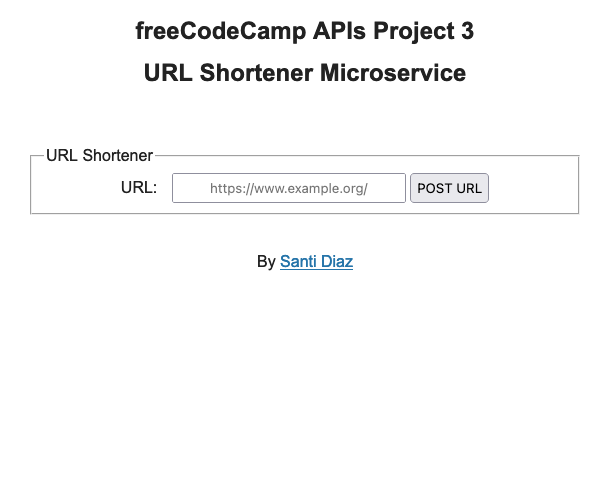 freeCodeCamp APIs Project 3
URL Shortener Microservice
URL Shortener
URL: https://www.example.org/ POST URL
By Santi Diaz